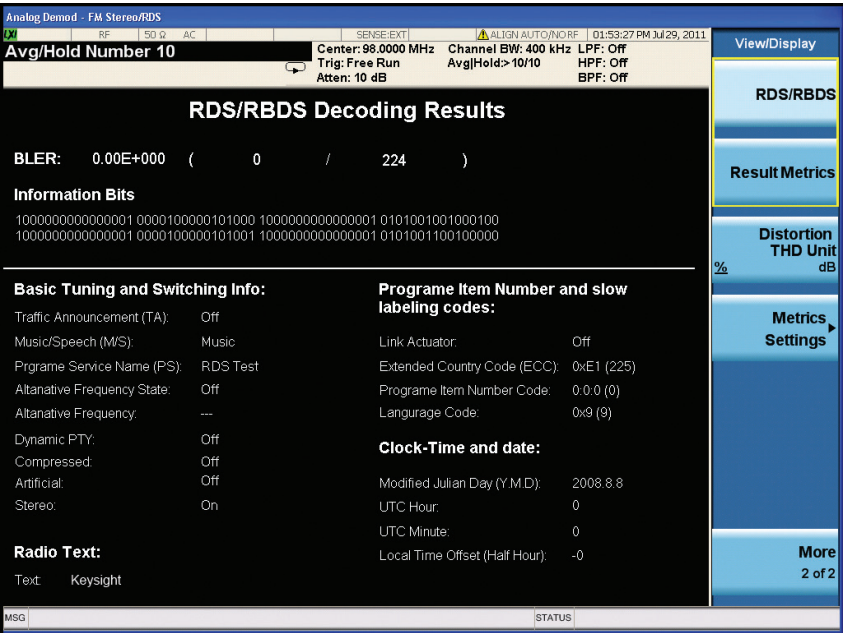 Analog Demod - FM Stereo/RDS
LXI RF 50 Ω AC SENSE:EXT ALIGN AUTO/NO RF 01:53:27 PM Jul 29, 2011
Avg/Hold Number 10
Center: 98.0000 MHz Channel BW: 400 kHz LPF: Off
Trig: Free Run Avg|Hold:>10/10 HPF: Off
Atten: 10 dB BPF: Off
RDS/RBDS Decoding Results
BLER: 0.00E+000 ( 0 / 224 )
Information Bits
1000000000000001 0000100000101000 1000000000000001 0101001001000100
1000000000000001 0000100000101001 1000000000000001 0101001100100000
Basic Tuning and Switching Info:
Traffic Announcement (TA): Off
Music/Speech (M/S): Music
Prgrame Service Name (PS): RDS Test
Altanative Frequency State: Off
Altanative Frequency: ---
Dynamic PTY: Off
Compressed: Off
Artificial: Off
Stereo: On
Radio Text:
Text: Keysight
Programe Item Number and slow
labeling codes:
Link Actuator: Off
Extended Country Code (ECC): 0xE1 (225)
Programe Item Number Code: 0:0:0 (0)
Langurage Code: 0x9 (9)
Clock-Time and date:
Modified Julian Day (Y.M.D): 2008.8.8
UTC Hour: 0
UTC Minute: 0
Local Time Offset (Half Hour): -0
View/Display
RDS/RBDS
Result Metrics
Distortion
THD Unit
% dB
Metrics
Settings
More
2 of 2
MSG STATUS